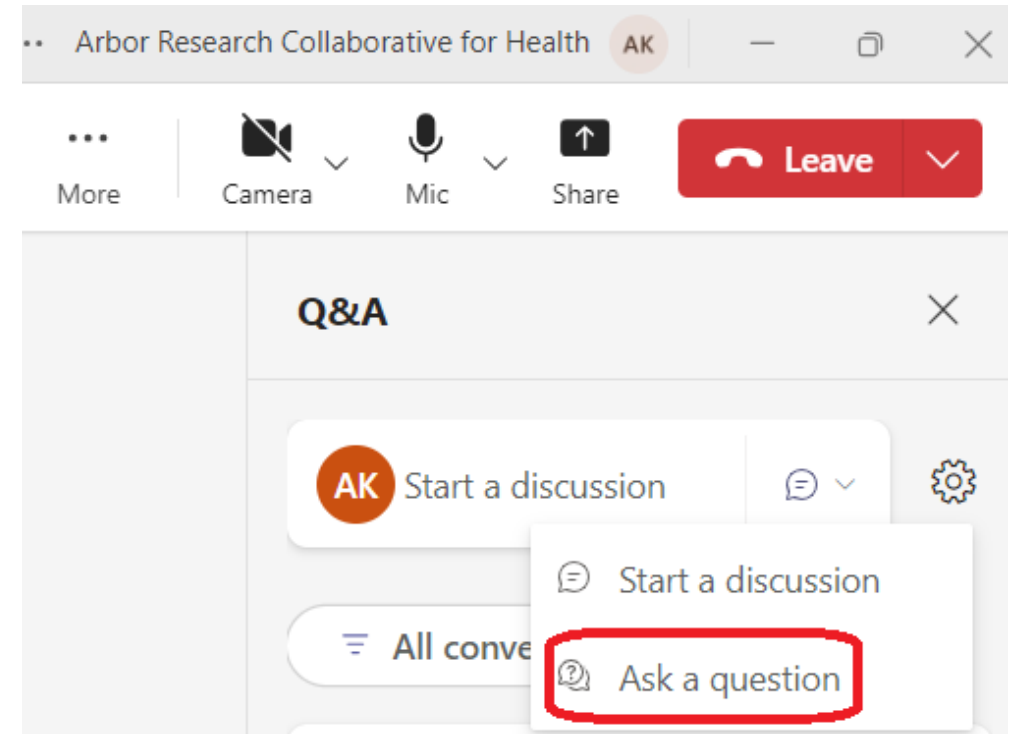 Arbor Research Collaborative for Health AK
More Camera Mic Share Leave
Q&A
AK Start a discussion
Start a discussion
All conve
Ask a question